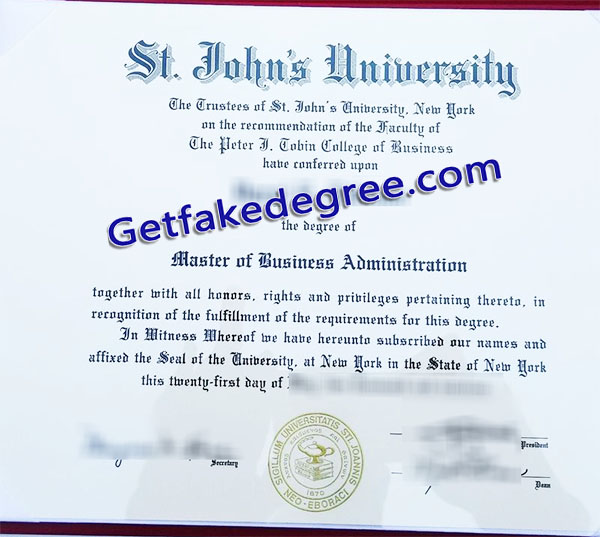 St. John's University
The Trustees of St. John's University, New York
on the recommendation of the Faculty of
The Peter J. Tobin College of Business
have conferred upon
Getfakedegree.com
the degree of
Master of Business Administration
together with all honors, rights and privileges pertaining thereto, in
recognition of the fulfillment of the requirements for this degree.
In Witness Whereof we have hereunto subscribed our names and
affixed the Seal of the University, at New York in the State of New York
this twenty-first day of
SIGILLUM UNIVERSITATIS STI JOANNIS
NEO-EBORACI
1870
President
Secretary
Dean